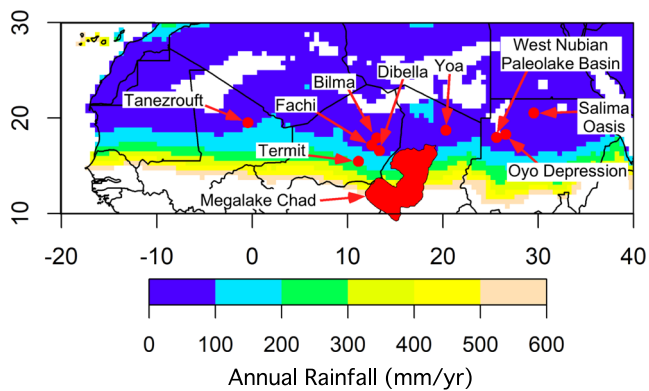 30
20
10
West Nubian
Paleolake Basin
Dibella
Yoa
Bilma
Tanezrouft
Fachi
Salima
Oasis
Termit
Oyo Depression
Megalake Chad
-20 -10 0 10 20 30 40
0 100 200 300 400 500 600
Annual Rainfall (mm/yr)